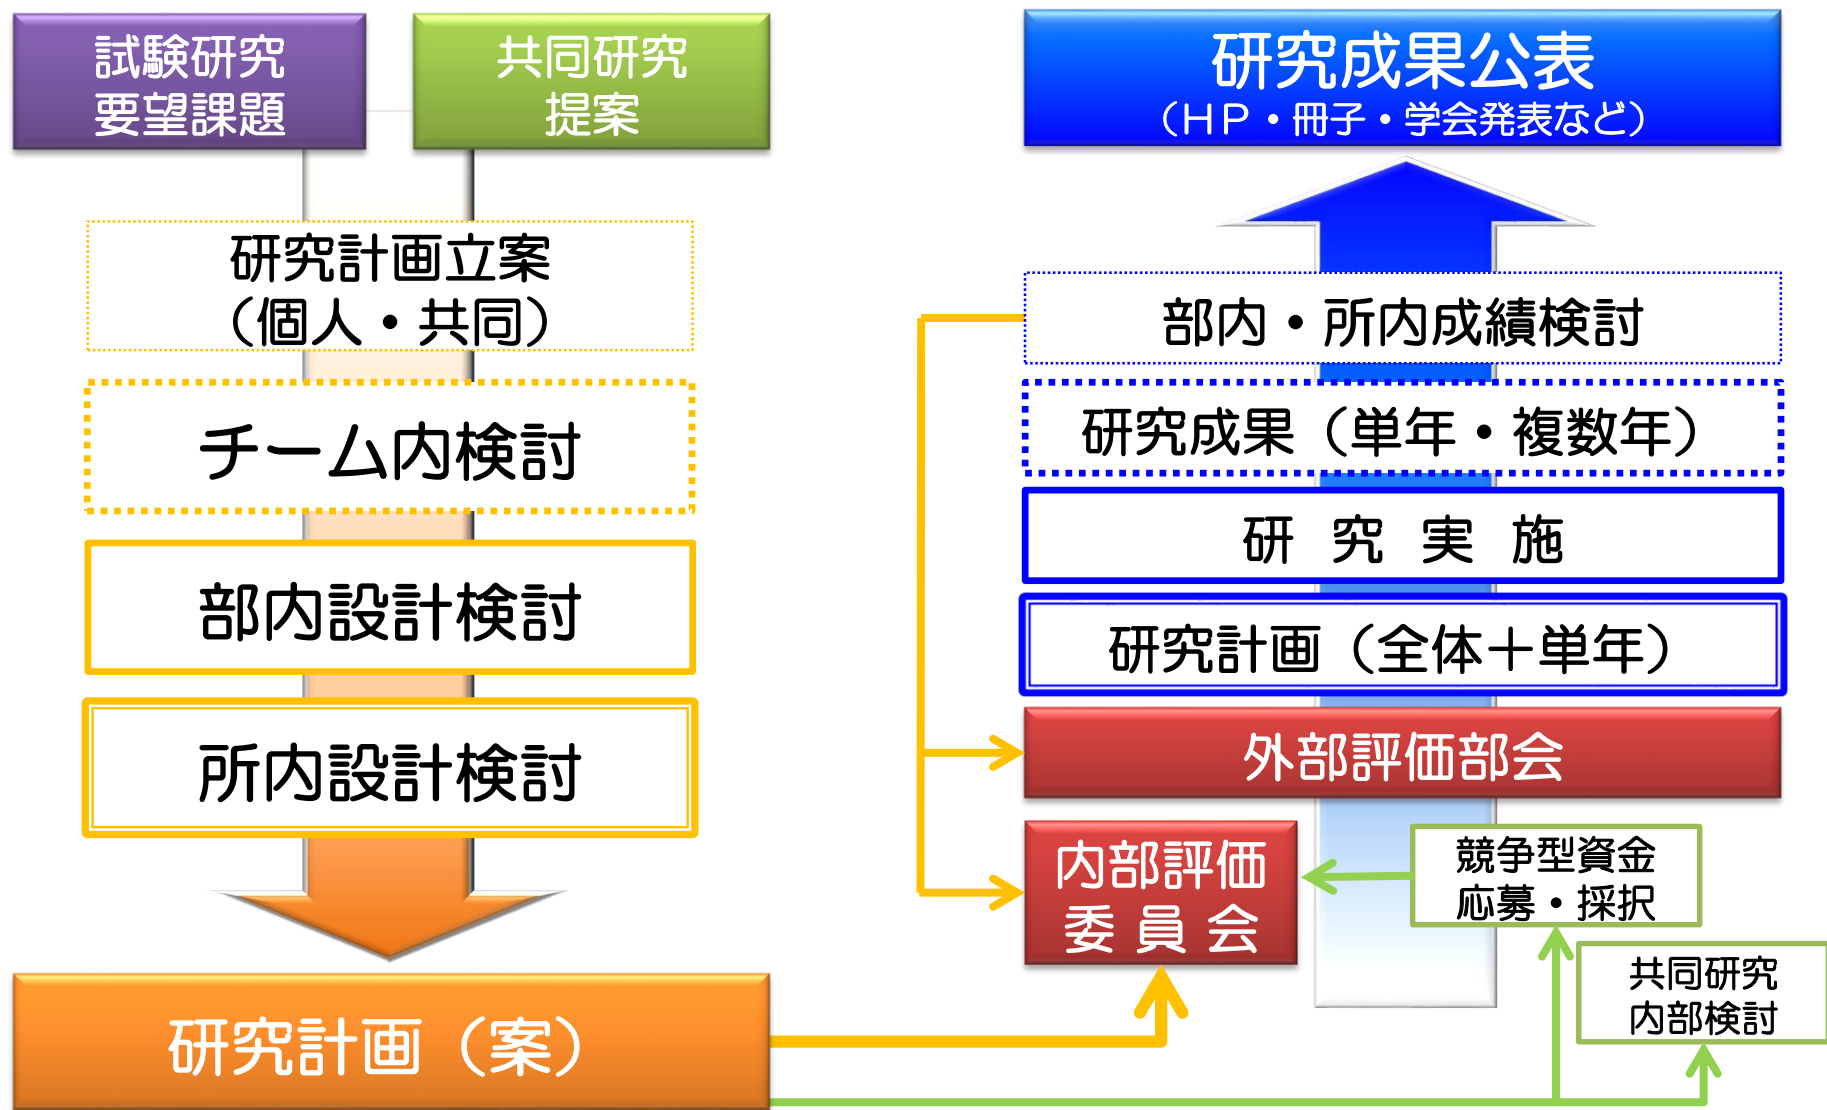 試験研究
要望課題
共同研究
提案
研究計画立案
（個人・共同）
チーム内検討
部内設計検討
所内設計検討
研究計画（案）
研究成果公表
（ＨＰ・冊子・学会発表など）
部内・所内成績検討
研究成果（単年・複数年）
研 究 実 施
研究計画（全体＋単年）
外部評価部会
内部評価
委 員 会
競争型資金
応募・採択
共同研究
内部検討